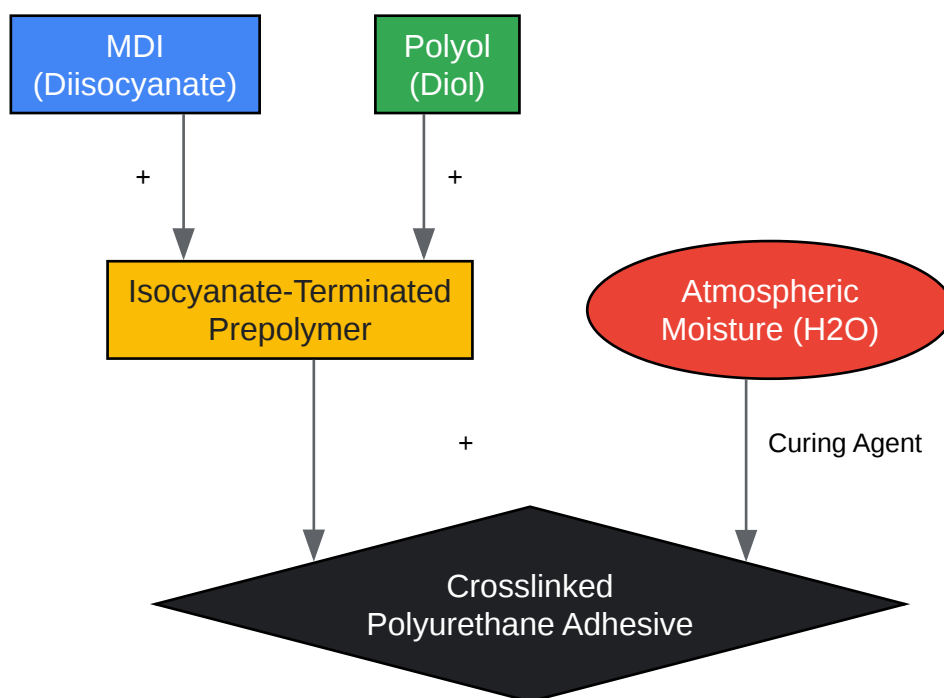 MDI
(Diisocyanate)
Polyol
(Diol)
+
+
Isocyanate-Terminated
Prepolymer
Atmospheric
Moisture (H2O)
+
Curing Agent
Crosslinked
Polyurethane Adhesive